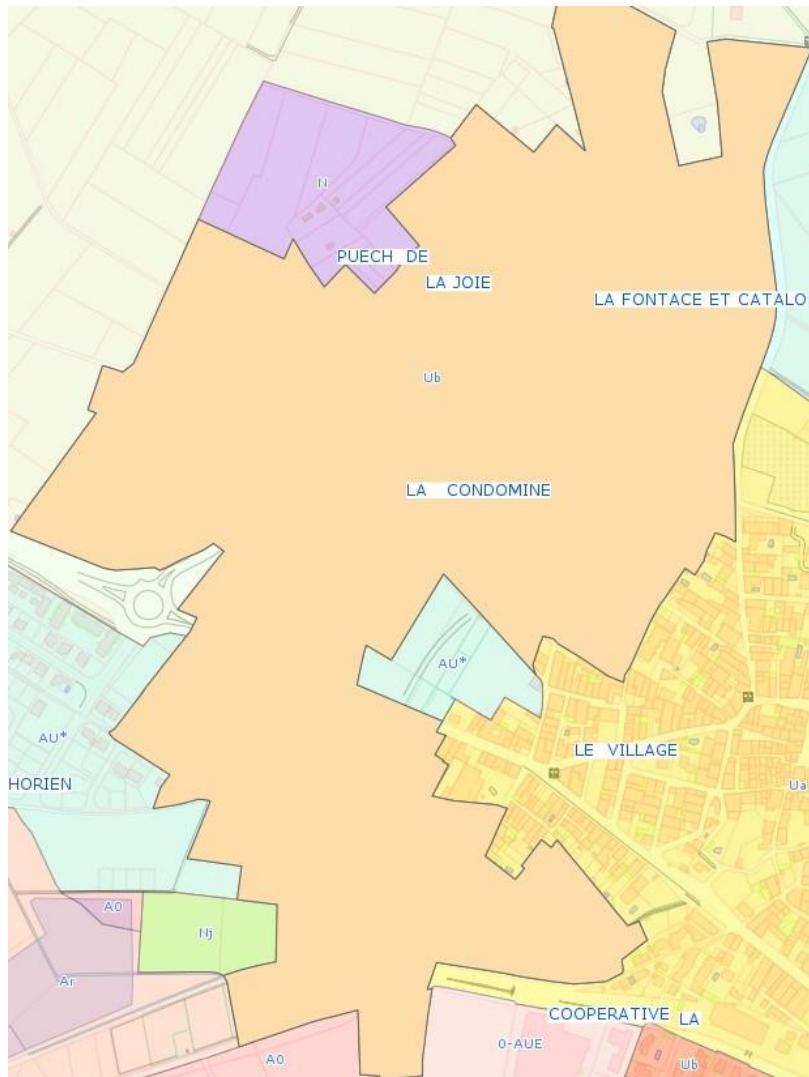 N
PUECH DE
LA JOIE
LA FONTACE ET CATALO
Ub
LA CONDOMINE
AU*
AU*
LE VILLAGE
HORIEN
Ua
A0
Nj
Ar
COOPERATIVE LA
0-AUE
A0
Ub